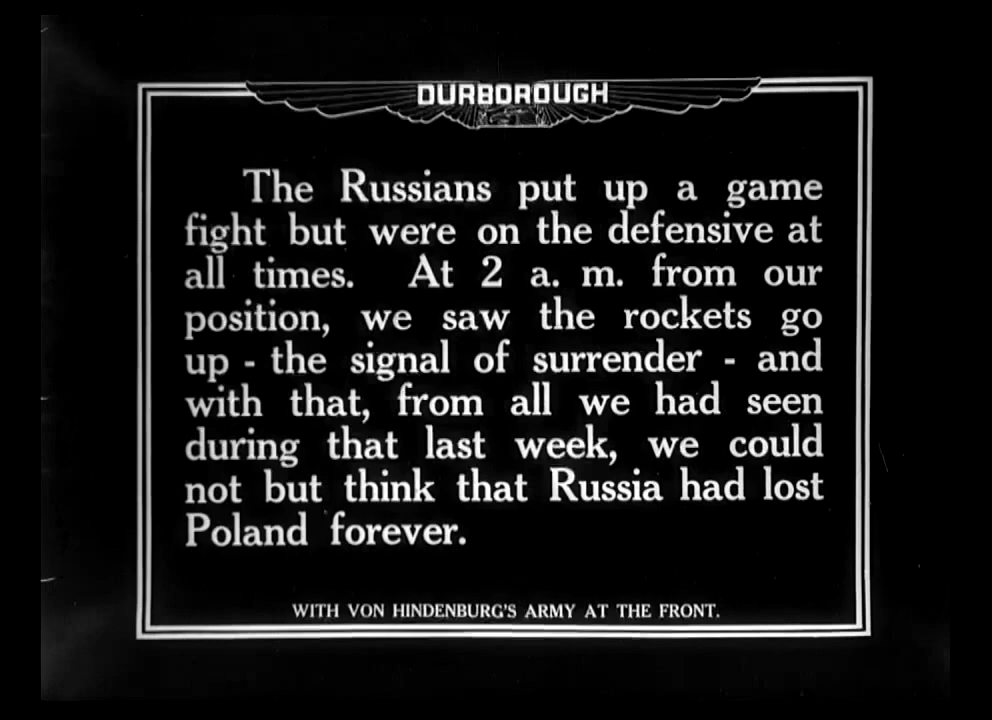 DURBOROUGH
The Russians put up a game
fight but were on the defensive at
all times. At 2 a. m. from our
position, we saw the rockets go
up - the signal of surrender - and
with that, from all we had seen
during that last week, we could
not but think that Russia had lost
Poland forever.
WITH VON HINDENBURG'S ARMY AT THE FRONT.